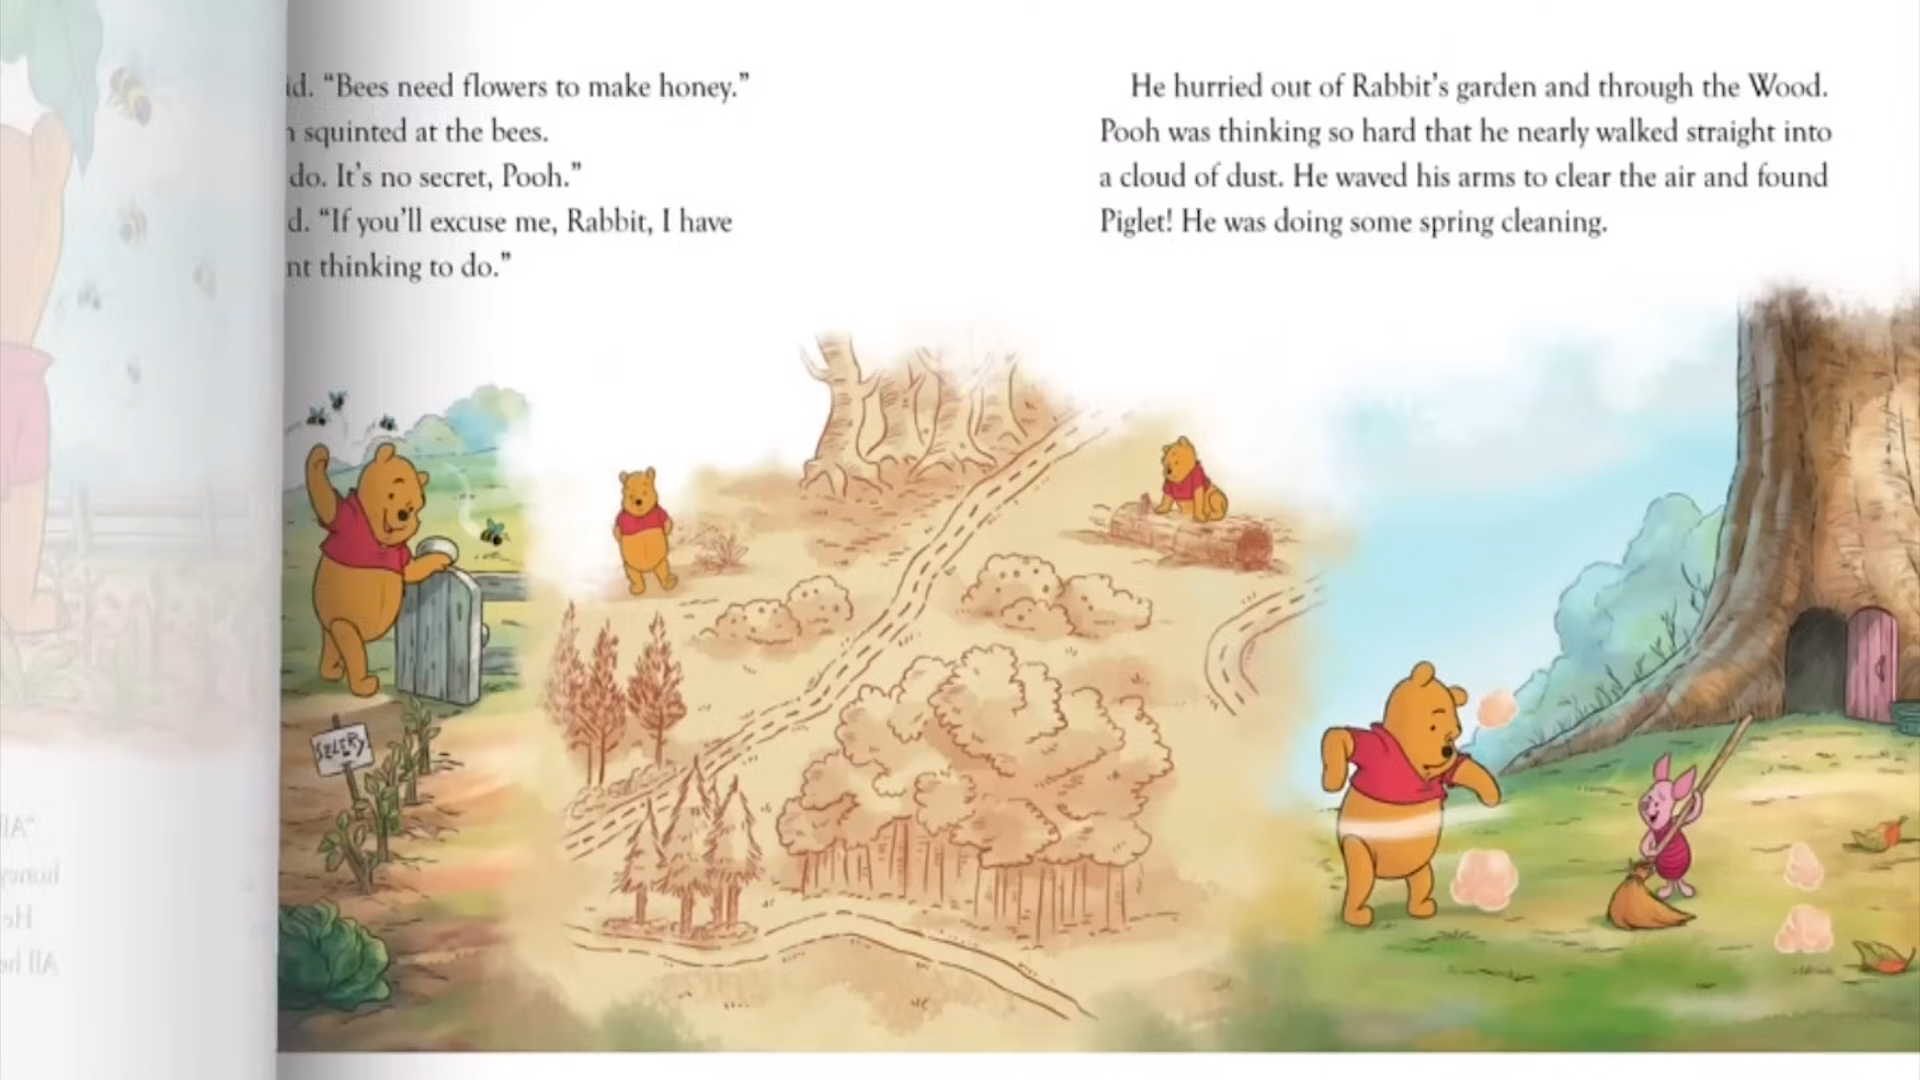 "Bees need flowers to make honey."
squinted at the bees.
do. It's no secret, Pooh."
"If you'll excuse me, Rabbit, I have
thinking to do."
He hurried out of Rabbit's garden and through the Wood.
Pooh was thinking so hard that he nearly walked straight into
a cloud of dust. He waved his arms to clear the air and found
Piglet! He was doing some spring cleaning.
SELERY